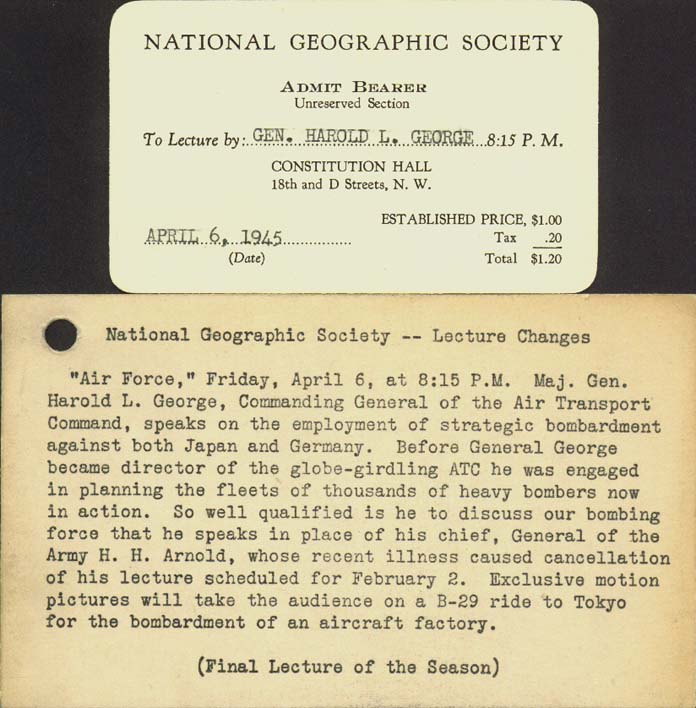 NATIONAL GEOGRAPHIC SOCIETY
ADMIT BEARER
Unreserved Section
To Lecture by: GEN. HAROLD L. GEORGE 8:15 P. M.
CONSTITUTION HALL
18th and D Streets, N. W.
ESTABLISHED PRICE, $1.00
APRIL 6, 1945 Tax .20
(Date) Total $1.20
National Geographic Society -- Lecture Changes
"Air Force," Friday, April 6, at 8:15 P.M. Maj. Gen.
Harold L. George, Commanding General of the Air Transport
Command, speaks on the employment of strategic bombardment
against both Japan and Germany. Before General George
became director of the globe-girdling ATC he was engaged
in planning the fleets of thousands of heavy bombers now
in action. So well qualified is he to discuss our bombing
force that he speaks in place of his chief, General of the
Army H. H. Arnold, whose recent illness caused cancellation
of his lecture scheduled for February 2. Exclusive motion
pictures will take the audience on a B-29 ride to Tokyo
for the bombardment of an aircraft factory.
(Final Lecture of the Season)